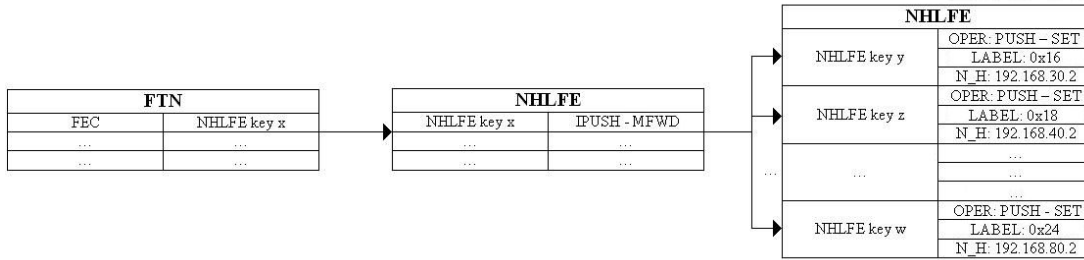 FTN
FEC NHLFE key x
... ...
... ...
NHLFE
NHLFE key x IPUSH - MFWD
... ...
... ...
...
NHLFE
NHLFE key y
OPER: PUSH – SET
LABEL: 0x16
N_H: 192.168.30.2
NHLFE key z
OPER: PUSH – SET
LABEL: 0x18
N_H: 192.168.40.2
...
...
...
...
NHLFE key w
OPER: PUSH - SET
LABEL: 0x24
N_H: 192.168.80.2